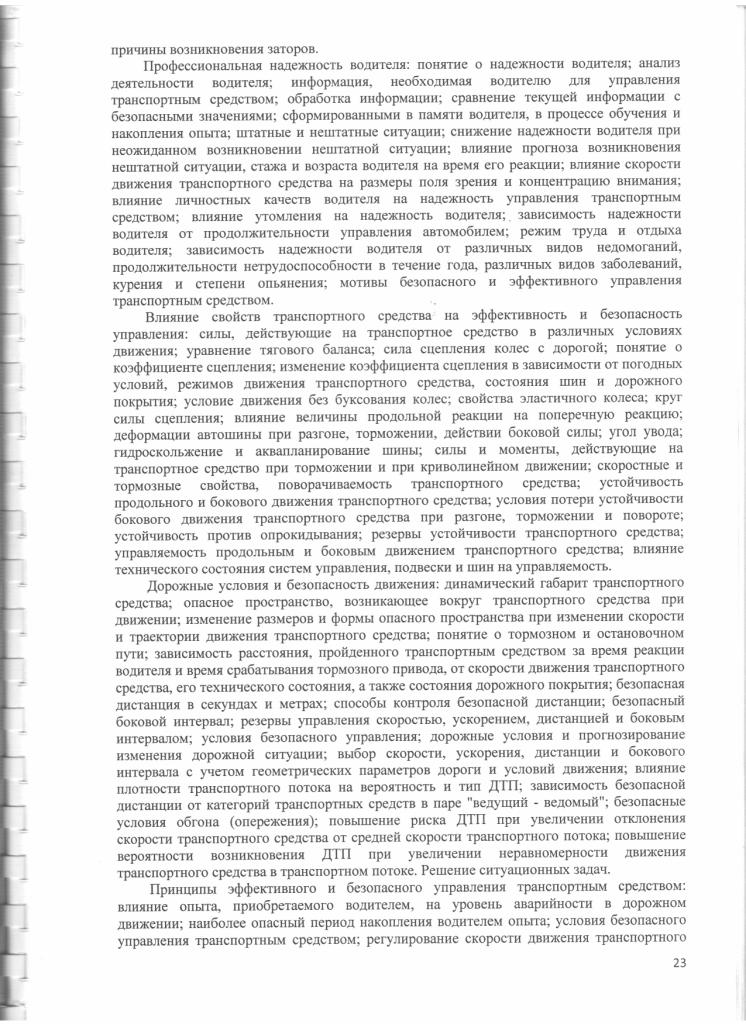 причины возникновения заторов.
Профессиональная надежность водителя: понятие о надежности водителя; анализ
деятельности водителя; информация, необходимая водителю для управления
транспортным средством; обработка информации; сравнение текущей информации с
безопасными значениями; сформированными в памяти водителя, в процессе обучения и
накопления опыта; штатные и нештатные ситуации; снижение надежности водителя при
неожиданном возникновении нештатной ситуации; влияние прогноза возникновения
нештатной ситуации, стажа и возраста водителя на время его реакции; влияние скорости
движения транспортного средства на размеры поля зрения и концентрацию внимания;
влияние личностных качеств водителя на надежность управления транспортным
средством; влияние утомления на надежность водителя; зависимость надежности
водителя от продолжительности управления автомобилем; режим труда и отдыха
водителя; зависимость надежности водителя от различных видов недомоганий,
продолжительности нетрудоспособности в течение года, различных видов заболеваний,
курения и степени опьянения; мотивы безопасного и эффективного управления
транспортным средством.
Влияние свойств транспортного средства на эффективность и безопасность
управления: силы, действующие на транспортное средство в различных условиях
движения; уравнение тягового баланса; сила сцепления колес с дорогой; понятие о
коэффициенте сцепления; изменение коэффициента сцепления в зависимости от погодных
условий, режимов движения транспортного средства, состояния шин и дорожного
покрытия; условие движения без буксования колес; свойства эластичного колеса; круг
силы сцепления; влияние величины продольной реакции на поперечную реакцию;
деформации автошины при разгоне, торможении, действии боковой силы; угол увода;
гидроскольжение и аквапланирование шины; силы и моменты, действующие на
транспортное средство при торможении и при криволинейном движении; скоростные и
тормозные свойства, поворачиваемость транспортного средства; устойчивость
продольного и бокового движения транспортного средства; условия потери устойчивости
бокового движения транспортного средства при разгоне, торможении и повороте;
устойчивость против опрокидывания; резервы устойчивости транспортного средства;
управляемость продольным и боковым движением транспортного средства; влияние
технического состояния систем управления, подвески и шин на управляемость.
Дорожные условия и безопасность движения: динамический габарит транспортного
средства; опасное пространство, возникающее вокруг транспортного средства при
движении; изменение размеров и формы опасного пространства при изменении скорости
и траектории движения транспортного средства; понятие о тормозном и остановочном
пути; зависимость расстояния, пройденного транспортным средством за время реакции
водителя и время срабатывания тормозного привода, от скорости движения транспортного
средства, его технического состояния, а также состояния дорожного покрытия; безопасная
дистанция в секундах и метрах; способы контроля безопасной дистанции; безопасный
боковой интервал; резервы управления скоростью, ускорением, дистанцией и боковым
интервалом; условия безопасного управления; дорожные условия и прогнозирование
изменения дорожной ситуации; выбор скорости, ускорения, дистанции и бокового
интервала с учетом геометрических параметров дороги и условий движения; влияние
плотности транспортного потока на вероятность и тип ДТП; зависимость безопасной
дистанции от категорий транспортных средств в паре "ведущий - ведомый"; безопасные
условия обгона (опережения); повышение риска ДТП при увеличении отклонения
скорости транспортного средства от средней скорости транспортного потока; повышение
вероятности возникновения ДТП при увеличении неравномерности движения
транспортного средства в транспортном потоке. Решение ситуационных задач.
Принципы эффективного и безопасного управления транспортным средством:
влияние опыта, приобретаемого водителем, на уровень аварийности в дорожном
движении; наиболее опасный период накопления водителем опыта; условия безопасного
управления транспортным средством; регулирование скорости движения транспортного
23